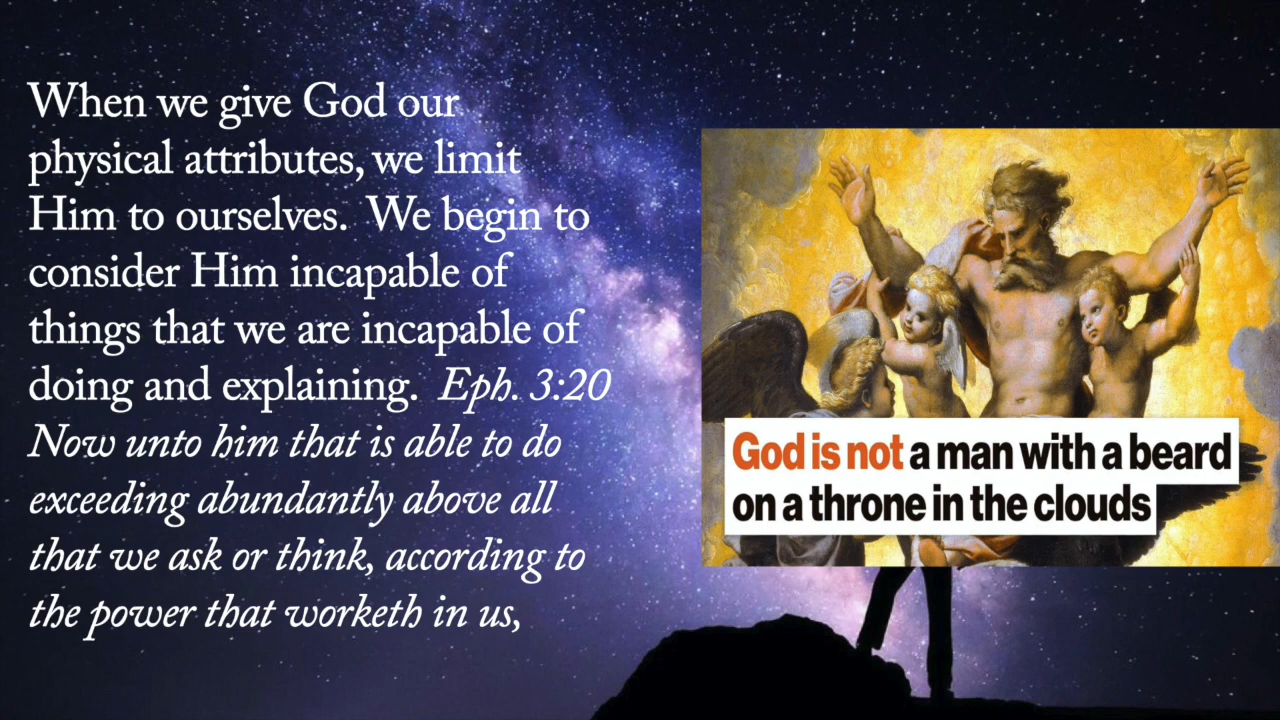 When we give God our
physical attributes, we limit
Him to ourselves.  We begin to
consider Him incapable of
things that we are incapable of
doing and explaining.  Eph. 3:20
Now unto him that is able to do
exceeding abundantly above all
that we ask or think, according to
the power that worketh in us,
God is not a man with a beard
on a throne in the clouds